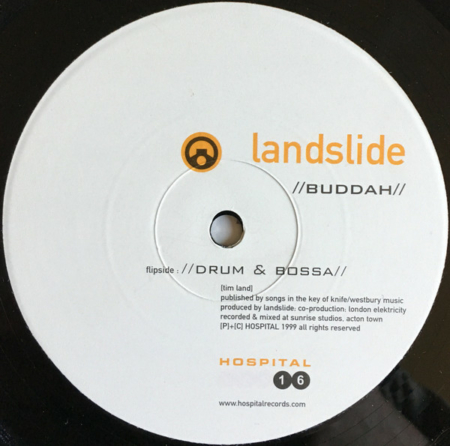 landslide
//BUDDAH//
flipside : //DRUM & BOSSA//
[tim land]
published by songs in the key of knife/westbury music
produced by landslide; co-production: london elektricity
recorded & mixed at sunrise studios, acton town
[P]+[C] HOSPITAL 1999 all rights reserved
HOSPITAL
16
www.hospitalrecords.com